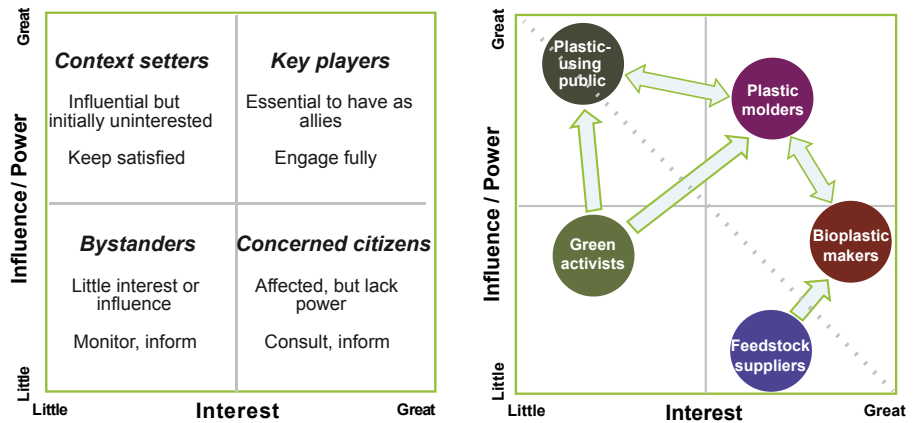 Great
Influence/ Power
Little
Context setters
Influential but
initially uninterested
Keep satisfied
Key players
Essential to have as
allies
Engage fully
Bystanders
Little interest or
influence
Monitor, inform
Concerned citizens
Affected, but lack
power
Consult, inform
Little
Interest
Great
Great
Influence / Power
Little
Plastic-
using
public
Plastic
molders
Green
activists
Bioplastic
makers
Feedstock
suppliers
Little
Interest
Great